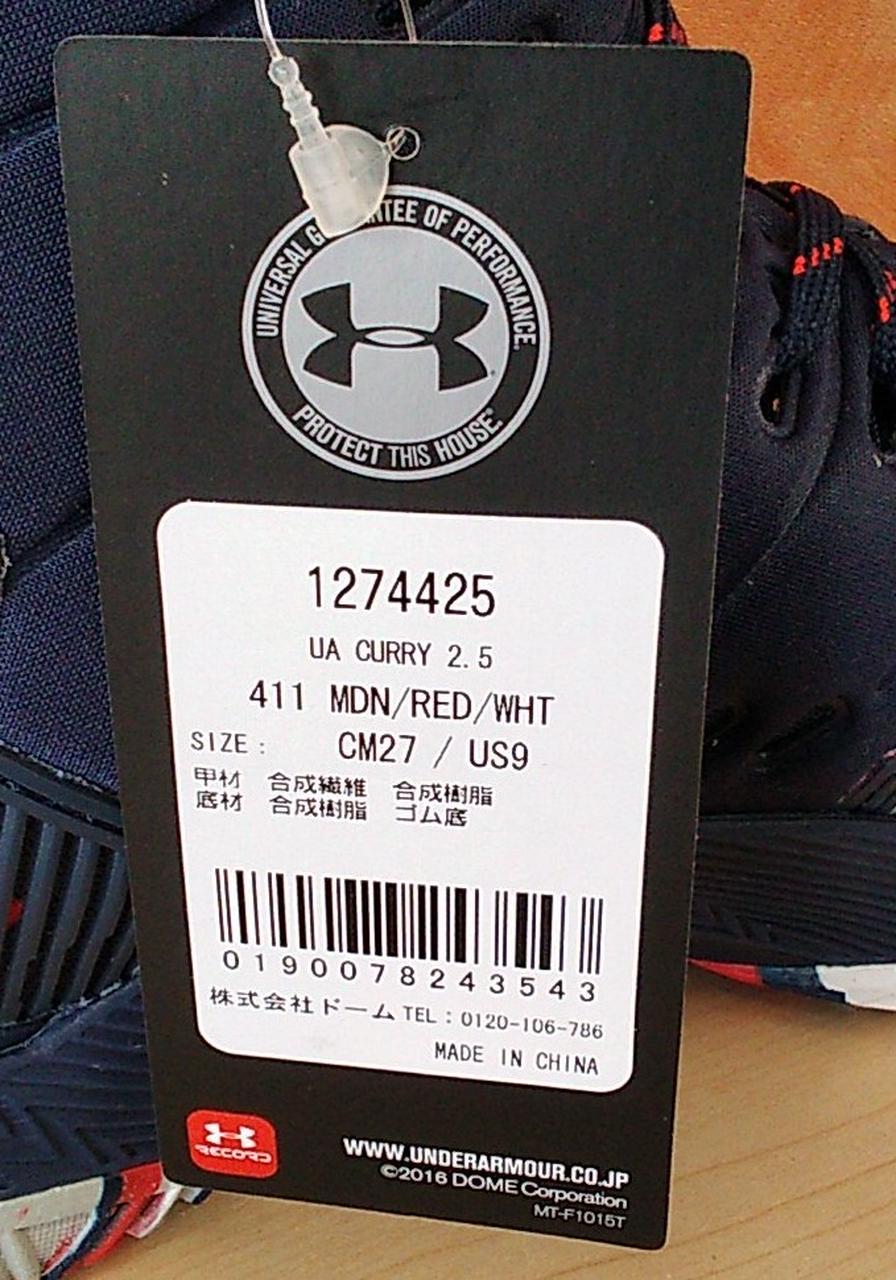 UNIVERSAL GUARANTEE OF PERFORMANCE.
PROTECT THIS HOUSE®
1274425
UA CURRY 2.5
411 MDN/RED/WHT
SIZE : CM27 / US9
甲材 合成繊維 合成樹脂
底材 合成樹脂 ゴム底
0190078243543
株式会社ドーム TEL : 0120-106-786
MADE IN CHINA
RECORD
WWW.UNDERARMOUR.CO.JP
©2016 DOME Corporation
MT-F1015T